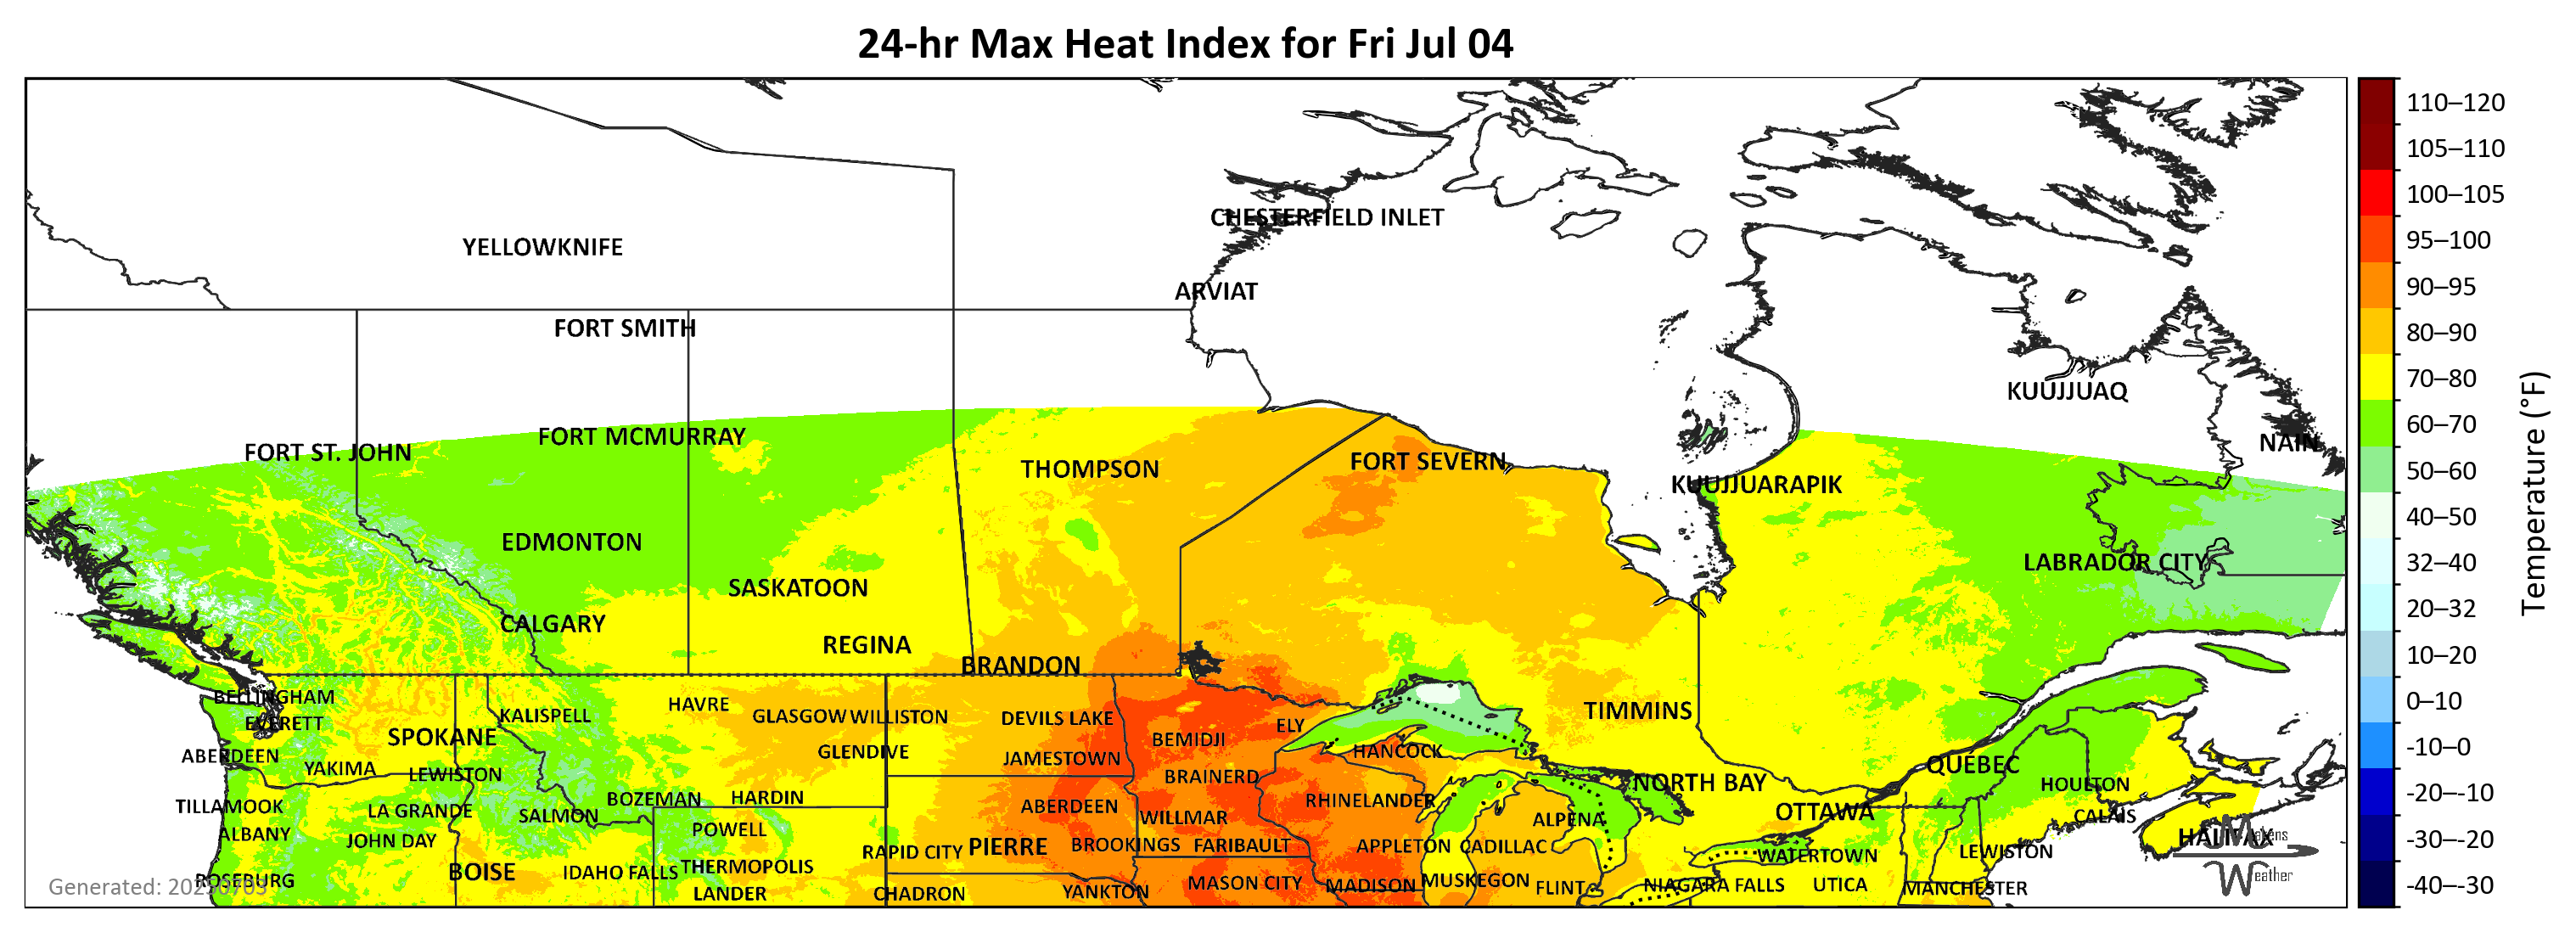 24-hr Max Heat Index for Fri Jul 04
110–120
105–110
CHESTERFIELD INLET
100–105
YELLOWKNIFE
95–100
ARVIAT
90–95
FORT SMITH
80–90
70–80
KUUJJUAQ
Temperature (°F)
60–70
FORT MCMURRAY
NAIN
FORT ST. JOHN
FORT SEVERN
THOMPSON
50–60
KUUJJUARAPIK
40–50
EDMONTON
LABRADOR CITY
32–40
SASKATOON
20–32
CALGARY
REGINA
10–20
BRANDON
BELLINGHAM
0–10
HAVRE
TIMMINS
KALISPELL
GLASGOW
WILLISTON
DEVILS LAKE
EVERETT
ELY
SPOKANE
BEMIDJI
-10–0
ABERDEEN
GLENDIVE
JAMESTOWN
HANCOCK
QUÉBEC
YAKIMA
LEWISTON
BRAINERD
NORTH BAY
HOULTON
-20–-10
TILLAMOOK
LA GRANDE
BOZEMAN
HARDIN
ABERDEEN
RHINELANDER
SALMON
WILLMAR
OTTAWA
CALAIS
ALBANY
JOHN DAY
POWELL
ALPENA
-30–-20
HALIFAX
Makens
Weather
RAPID CITY
PIERRE
BROOKINGS
FARIBAULT
APPLETON
CADILLAC
WATERTOWN
LEWISTON
BOISE
IDAHO FALLS
THERMOPOLIS
ROSEBURG
Generated: 20250703
LANDER
CHADRON
YANKTON
MASON CITY
MADISON
MUSKEGON
FLINT
NIAGARA FALLS
UTICA
MANCHESTER
-40–-30